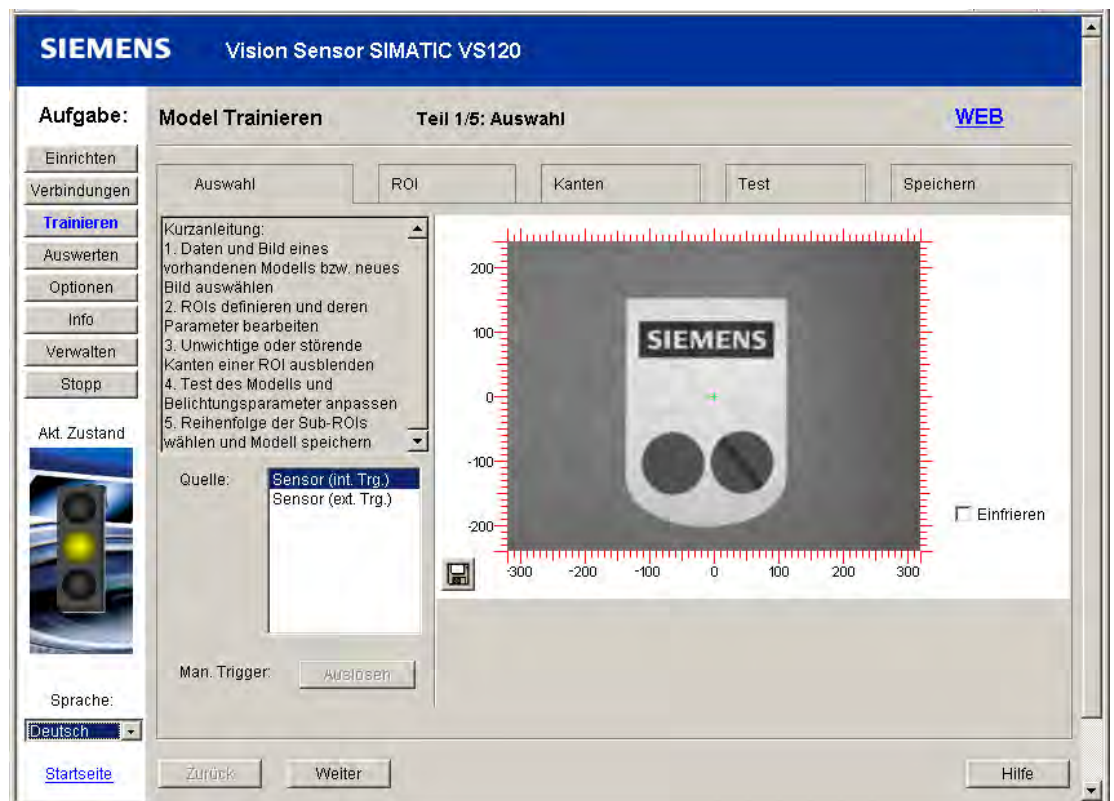 SIEMENS Vision Sensor SIMATIC VS120
Aufgabe:
Model Trainieren Teil 1/5: Auswahl WEB
Einrichten
Verbindungen
Trainieren
Auswerten
Optionen
Info
Verwalten
Stopp
Akt. Zustand
Sprache:
Deutsch
Startseite
Auswahl ROI Kanten Test Speichern
Kurzanleitung:
1. Daten und Bild eines
vorhandenen Modells bzw. neues
Bild auswählen
2. ROIs definieren und deren
Parameter bearbeiten
3. Unwichtige oder störende
Kanten einer ROI ausblenden
4. Test des Modells und
Belichtungsparameter anpassen
5. Reihenfolge der Sub-ROIs
wählen und Modell speichern
Quelle:
Sensor (int. Trg.)
Sensor (ext. Trg.)
Man. Trigger: Auslösen
200
100
0
-100
-200
SIEMENS
-300 -200 -100 0 100 200 300
Einfrieren
Zurück Weiter Hilfe